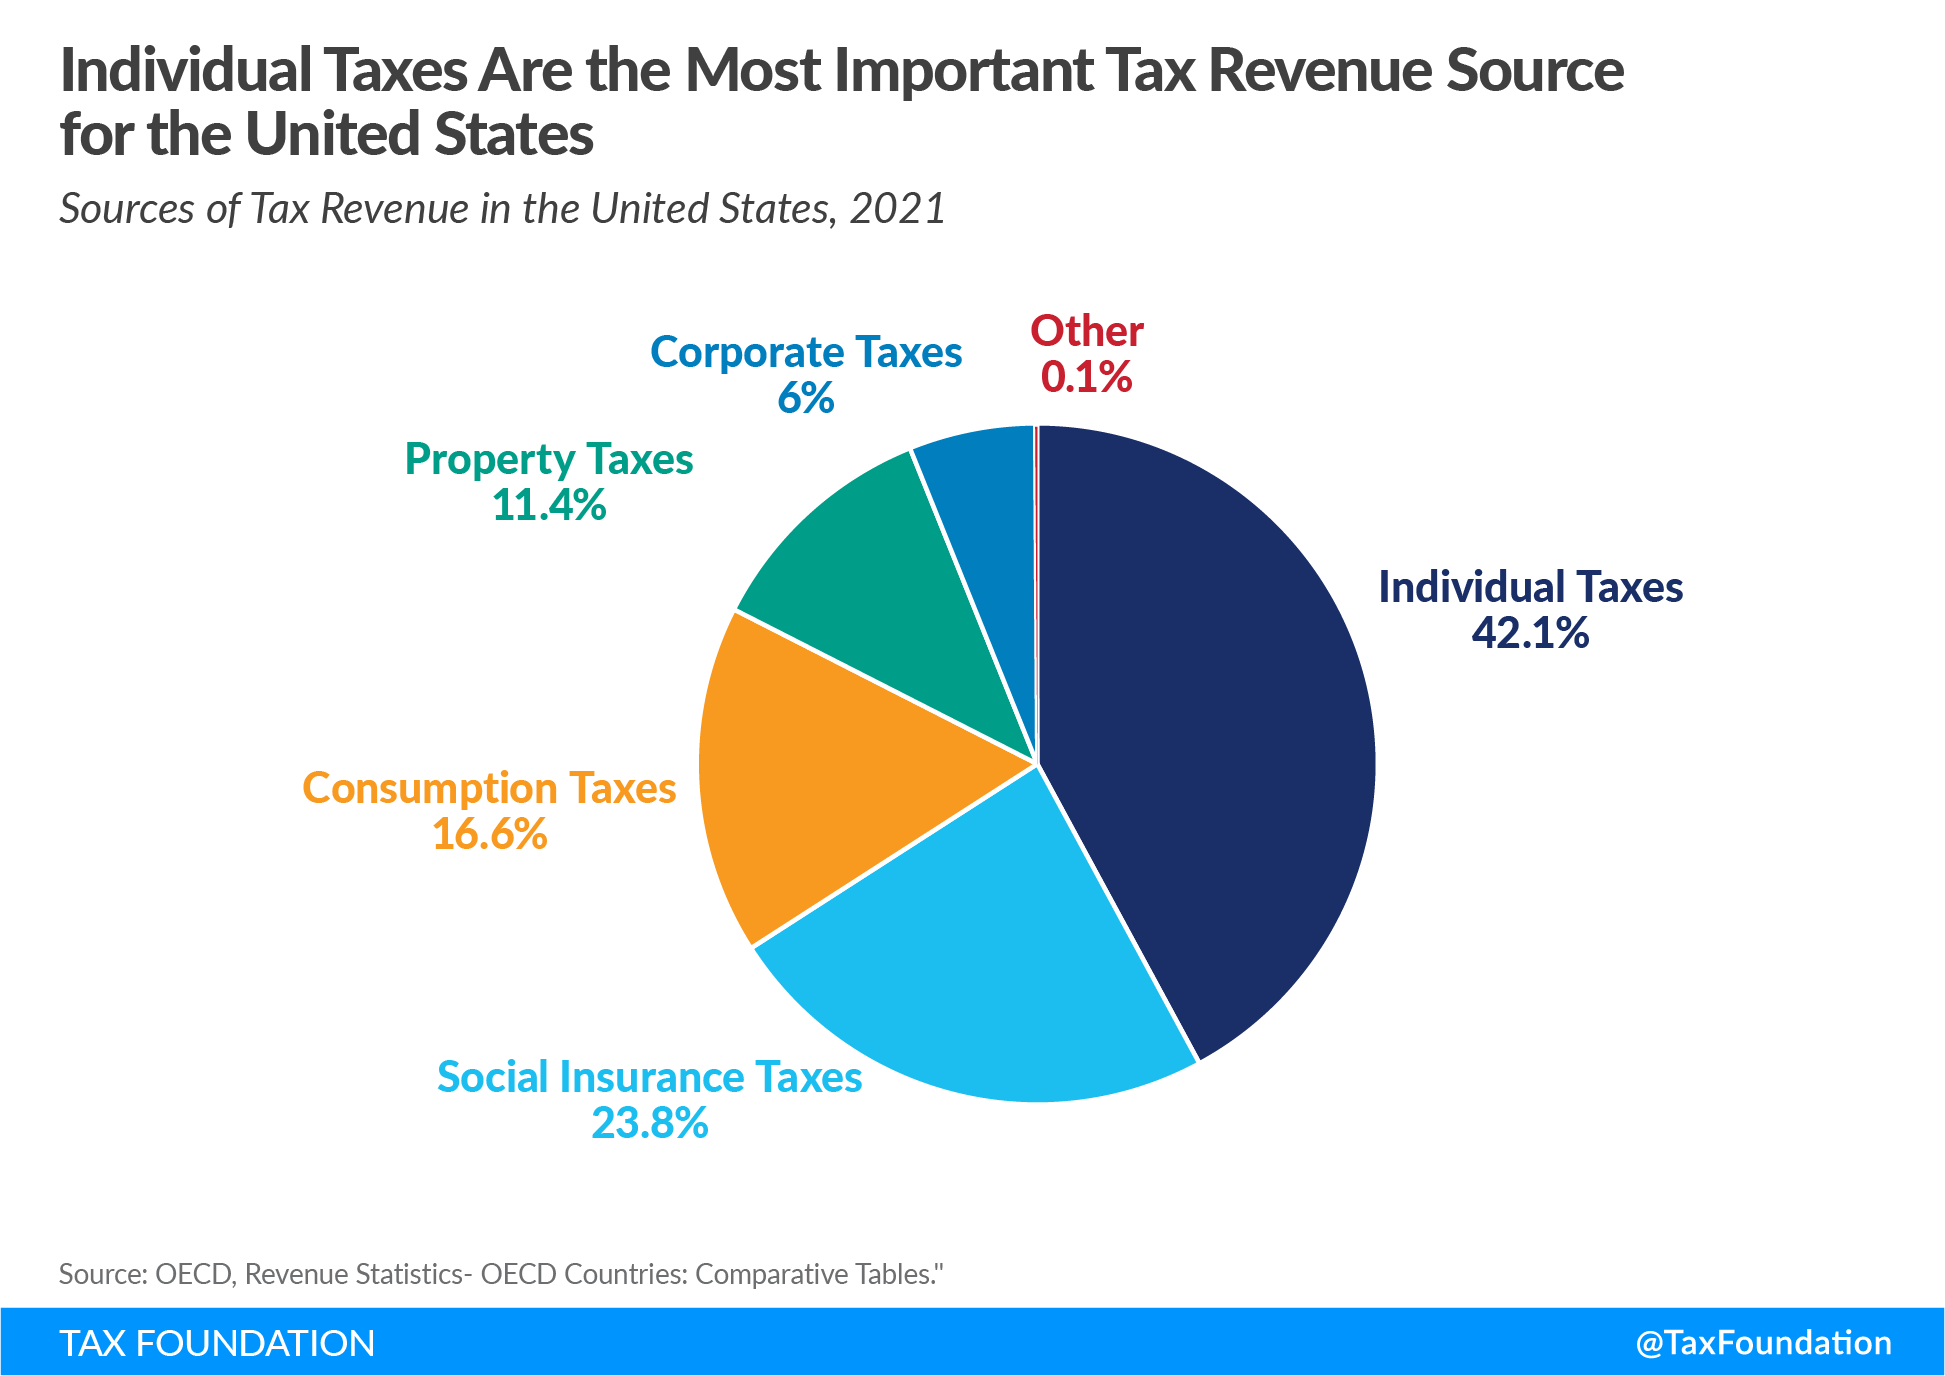 Individual Taxes Are the Most Important Tax Revenue Source
for the United States
Sources of Tax Revenue in the United States, 2021
Other
0.1%
Corporate Taxes
6%
Property Taxes
11.4%
Individual Taxes
42.1%
Consumption Taxes
16.6%
Social Insurance Taxes
23.8%
Source: OECD, Revenue Statistics- OECD Countries: Comparative Tables."
TAX FOUNDATION
@TaxFoundation